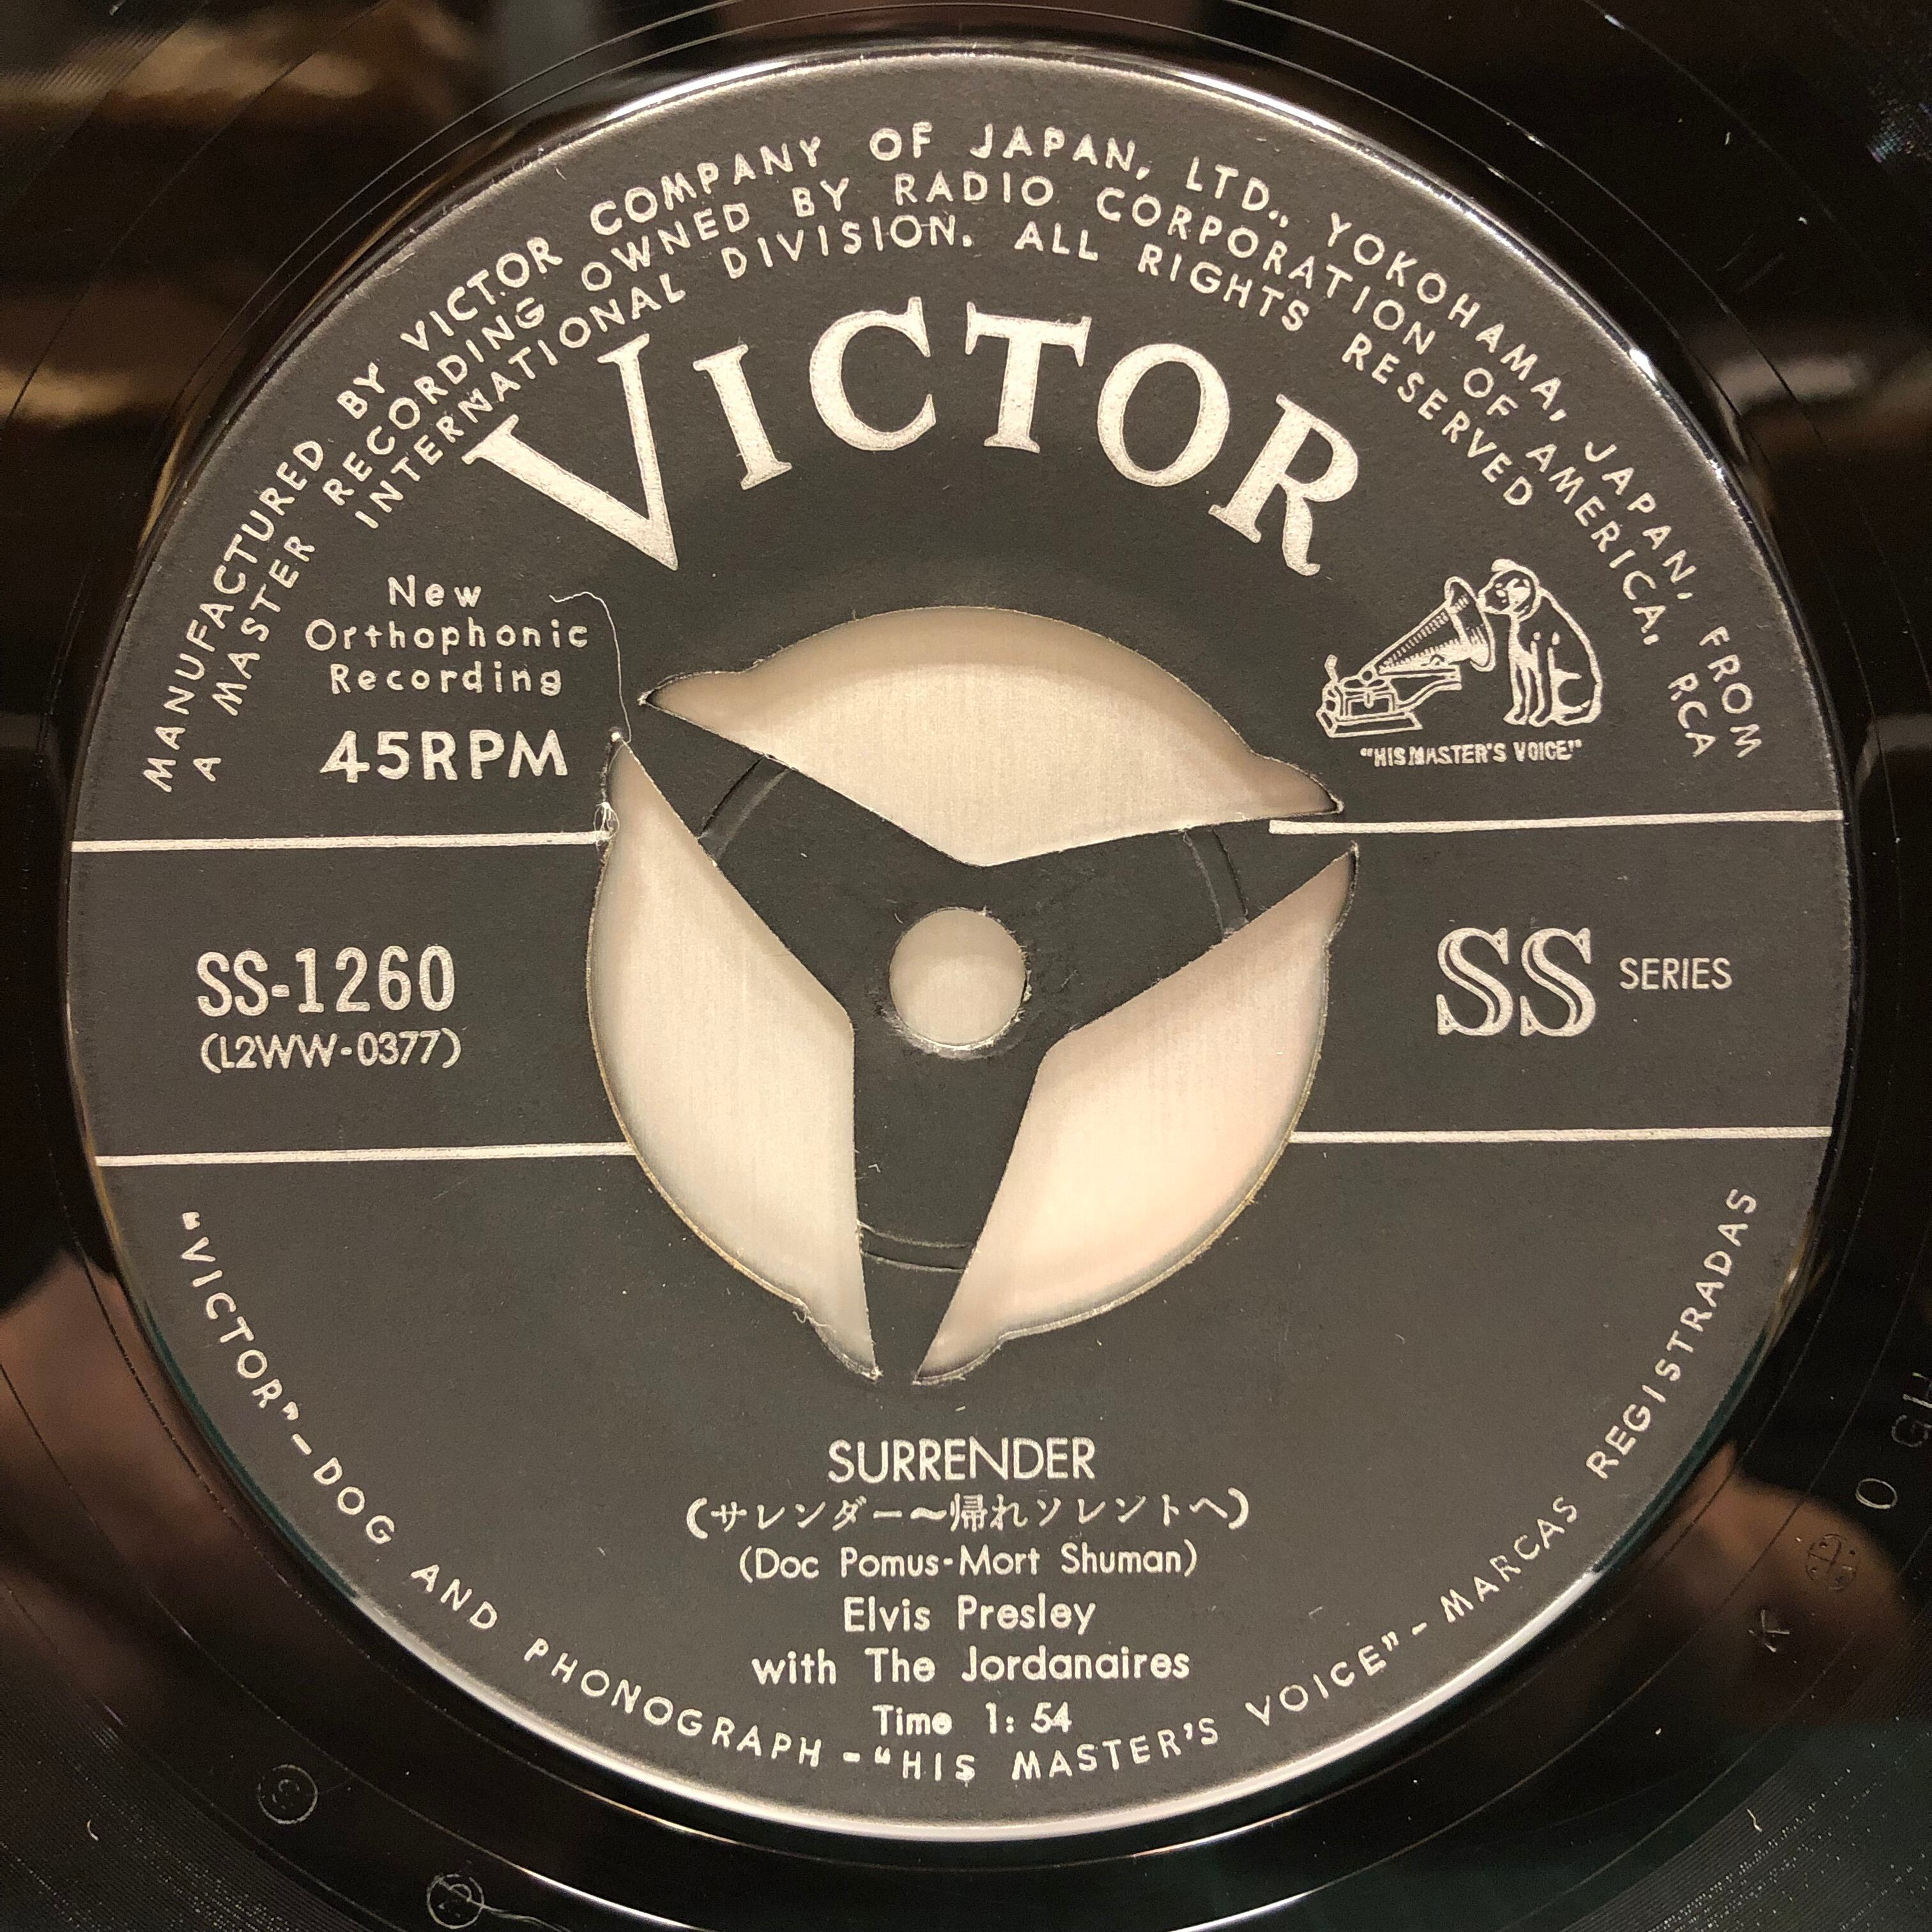 MANUFACTURED BY VICTOR COMPANY OF JAPAN, LTD., YOKOHAMA, JAPAN, FROM
A MASTER RECORDING OWNED BY RADIO CORPORATION OF AMERICA, RCA
INTERNATIONAL DIVISION. ALL RIGHTS RESERVED
VICTOR
New
Orthophonic
Recording
45RPM
"HIS MASTER'S VOICE"
SS-1260
(L2WW-0377)
SS SERIES
SURRENDER
(サレンダー〜帰れソレントへ)
(Doc Pomus-Mort Shuman)
Elvis Presley
with The Jordanaires
Time 1: 54
"VICTOR"-DOG AND PHONOGRAPH-"HIS MASTER'S VOICE"-MARCAS REGISTRADAS